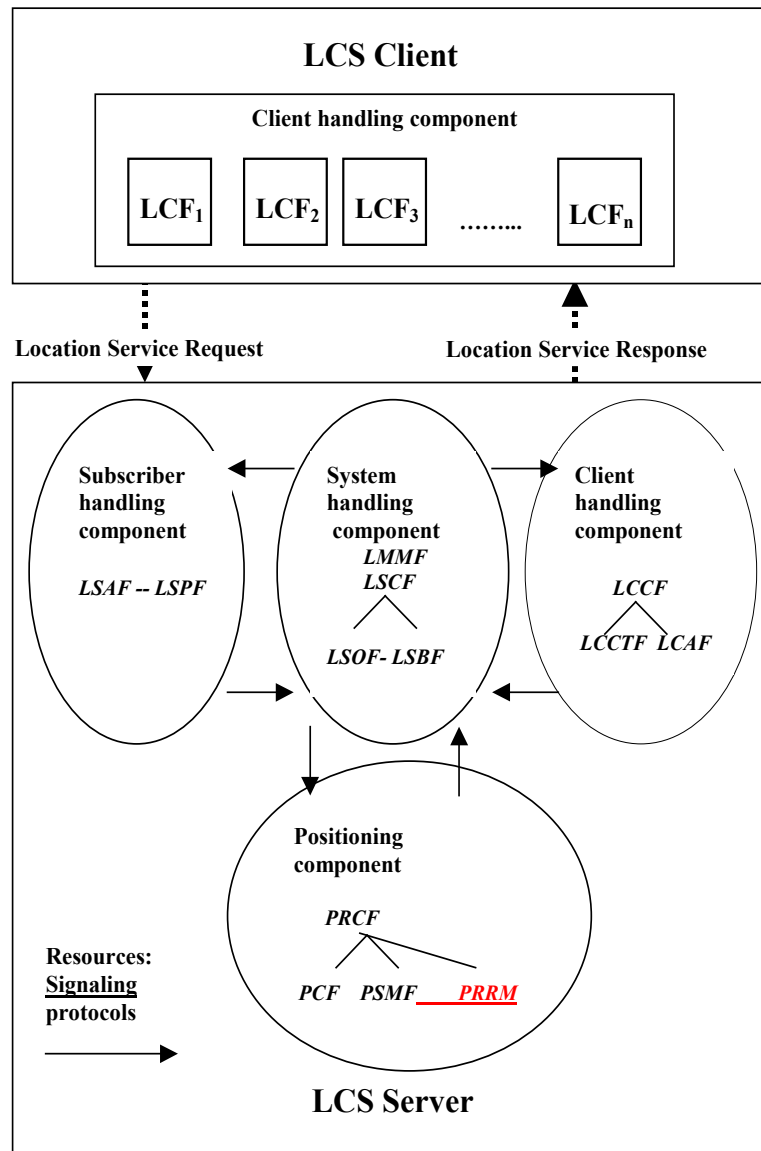 LCS Client
Client handling component
LCF1 LCF2 LCF3 ……... LCFn
Location Service Request
Location Service Response
Subscriber
handling
component
LSAF -- LSPF
System
handling
component
LMMF
LSCF
LSOF- LSBF
Client
handling
component
LCCF
LCCTF LCAF
Positioning
component
PRCF
PCF PSMF PRRM
Resources:
Signaling
protocols
LCS Server